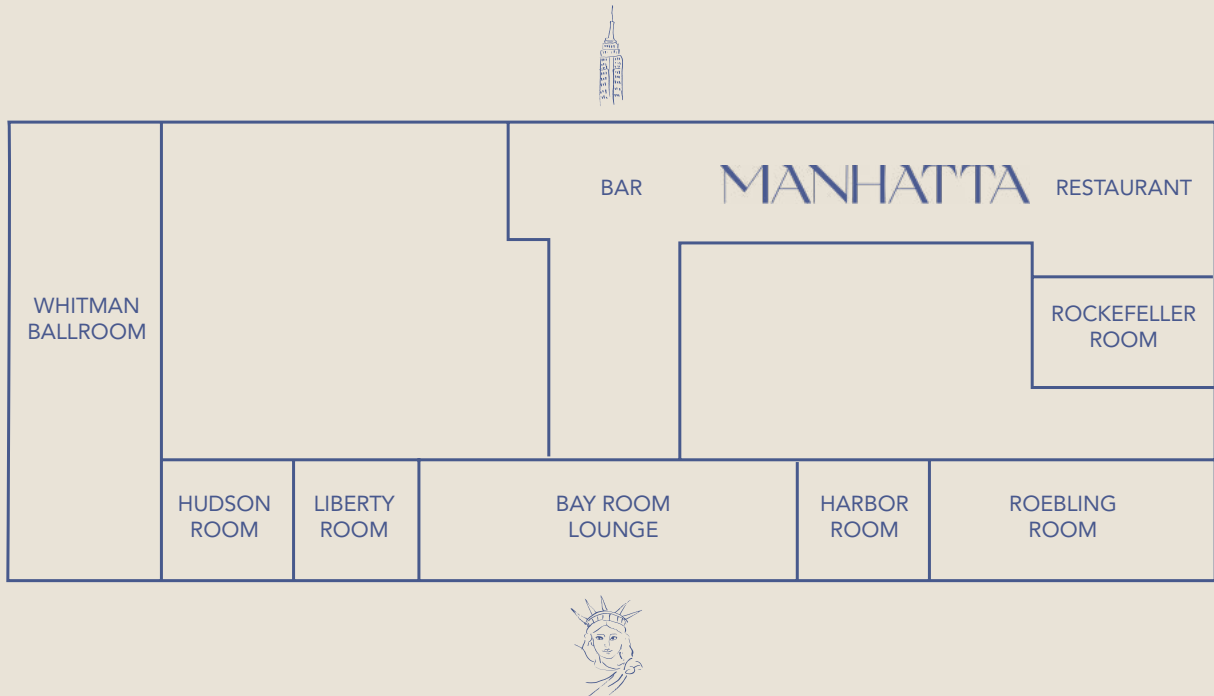 BAR
MANHATTA
RESTAURANT
WHITMAN
BALLROOM
ROCKEFELLER
ROOM
HUDSON
ROOM
LIBERTY
ROOM
BAY ROOM
LOUNGE
HARBOR
ROOM
ROEBLING
ROOM